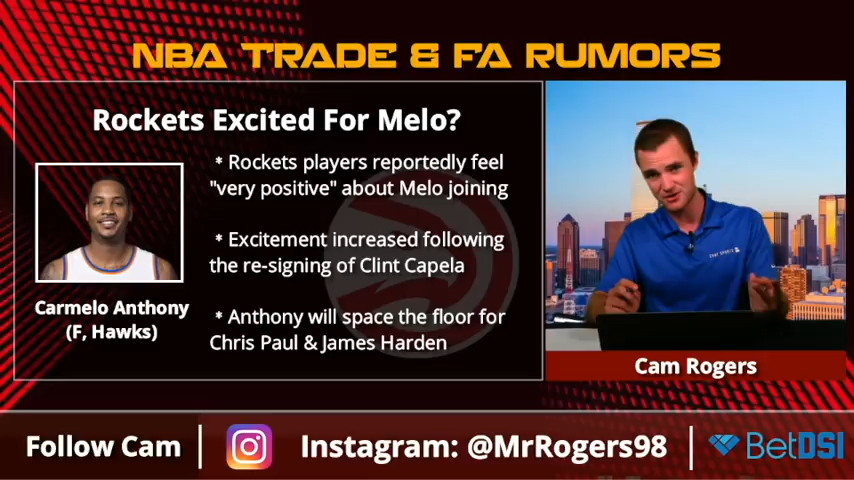 NBA TRADE & FA RUMORS
Rockets Excited For Melo?
* Rockets players reportedly feel
"very positive" about Melo joining
* Excitement increased following
the re-signing of Clint Capela
* Anthony will space the floor for
Chris Paul & James Harden
Carmelo Anthony
(F, Hawks)
Cam Rogers
Follow Cam
Instagram: @MrRogers98
BetDSI